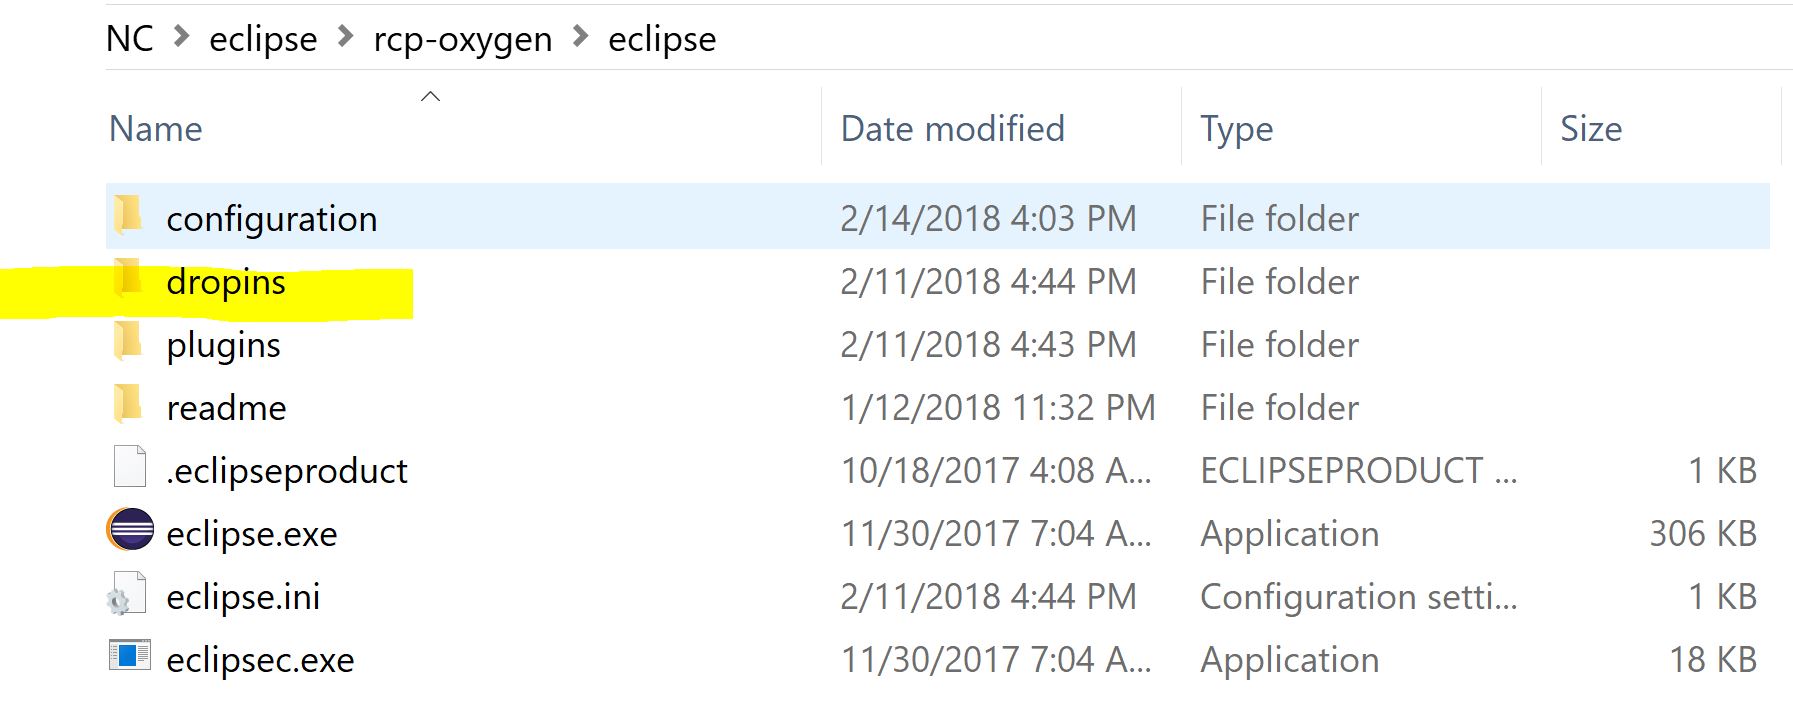 NC > eclipse > rcp-oxygen > eclipse
Name Date modified Type Size
configuration 2/14/2018 4:03 PM File folder
dropins 2/11/2018 4:44 PM File folder
plugins 2/11/2018 4:43 PM File folder
readme 1/12/2018 11:32 PM File folder
.eclipseproduct 10/18/2017 4:08 A... ECLIPSEPRODUCT ... 1 KB
eclipse.exe 11/30/2017 7:04 A... Application 306 KB
eclipse.ini 2/11/2018 4:44 PM Configuration setti... 1 KB
eclipsec.exe 11/30/2017 7:04 A... Application 18 KB